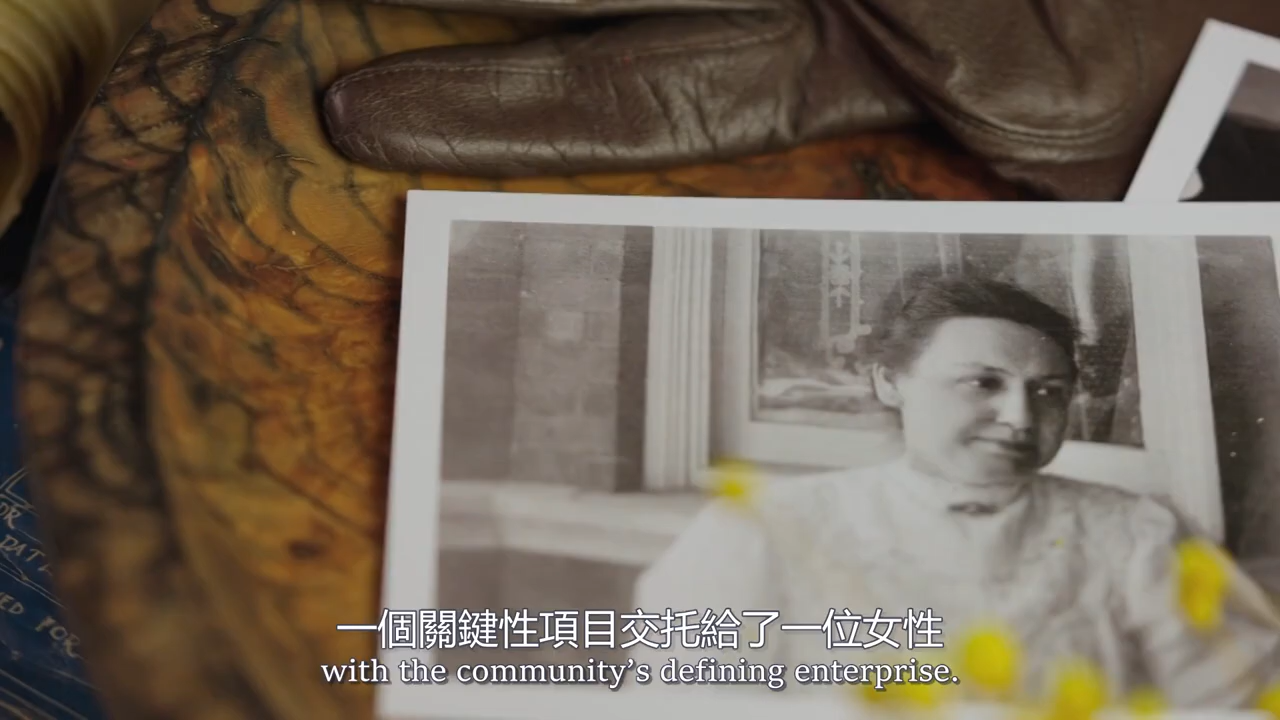 一個關鍵性項目交托給了一位女性
with the community’s defining enterprise.
FOR